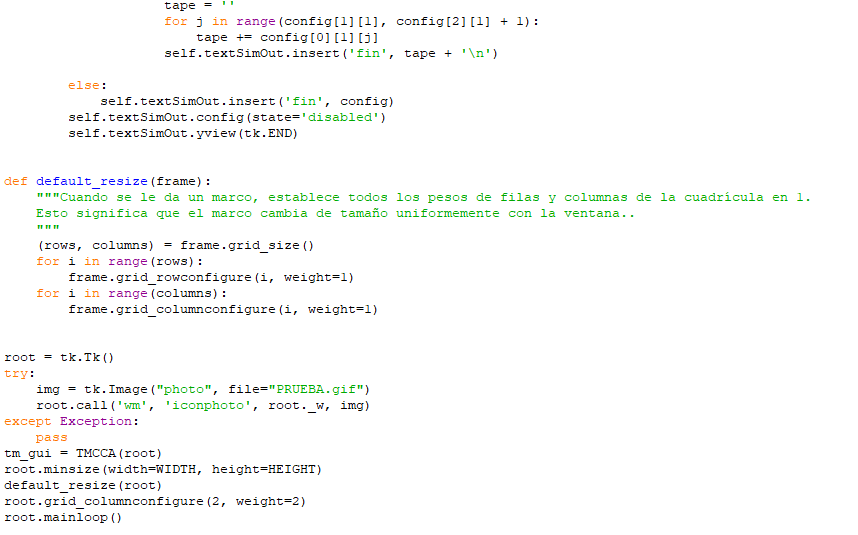 tape = ''
                    for j in range(config[1][1], config[2][1] + 1):
                        tape += config[0][1][j]
                    self.textSimOut.insert('fin', tape + '\n')

        else:
            self.textSimOut.insert('fin', config)
        self.textSimOut.config(state='disabled')
        self.textSimOut.yview(tk.END)


def default_resize(frame):
    """Cuando se le da un marco, establece todos los pesos de filas y columnas de la cuadrícula en 1.
    Esto significa que el marco cambia de tamaño uniformemente con la ventana..
    """
    (rows, columns) = frame.grid_size()
    for i in range(rows):
        frame.grid_rowconfigure(i, weight=1)
    for i in range(columns):
        frame.grid_columnconfigure(i, weight=1)


root = tk.Tk()
try:
    img = tk.Image("photo", file="PRUEBA.gif")
    root.call('wm', 'iconphoto', root._w, img)
except Exception:
    pass
tm_gui = TMCCA(root)
root.minsize(width=WIDTH, height=HEIGHT)
default_resize(root)
root.grid_columnconfigure(2, weight=2)
root.mainloop()